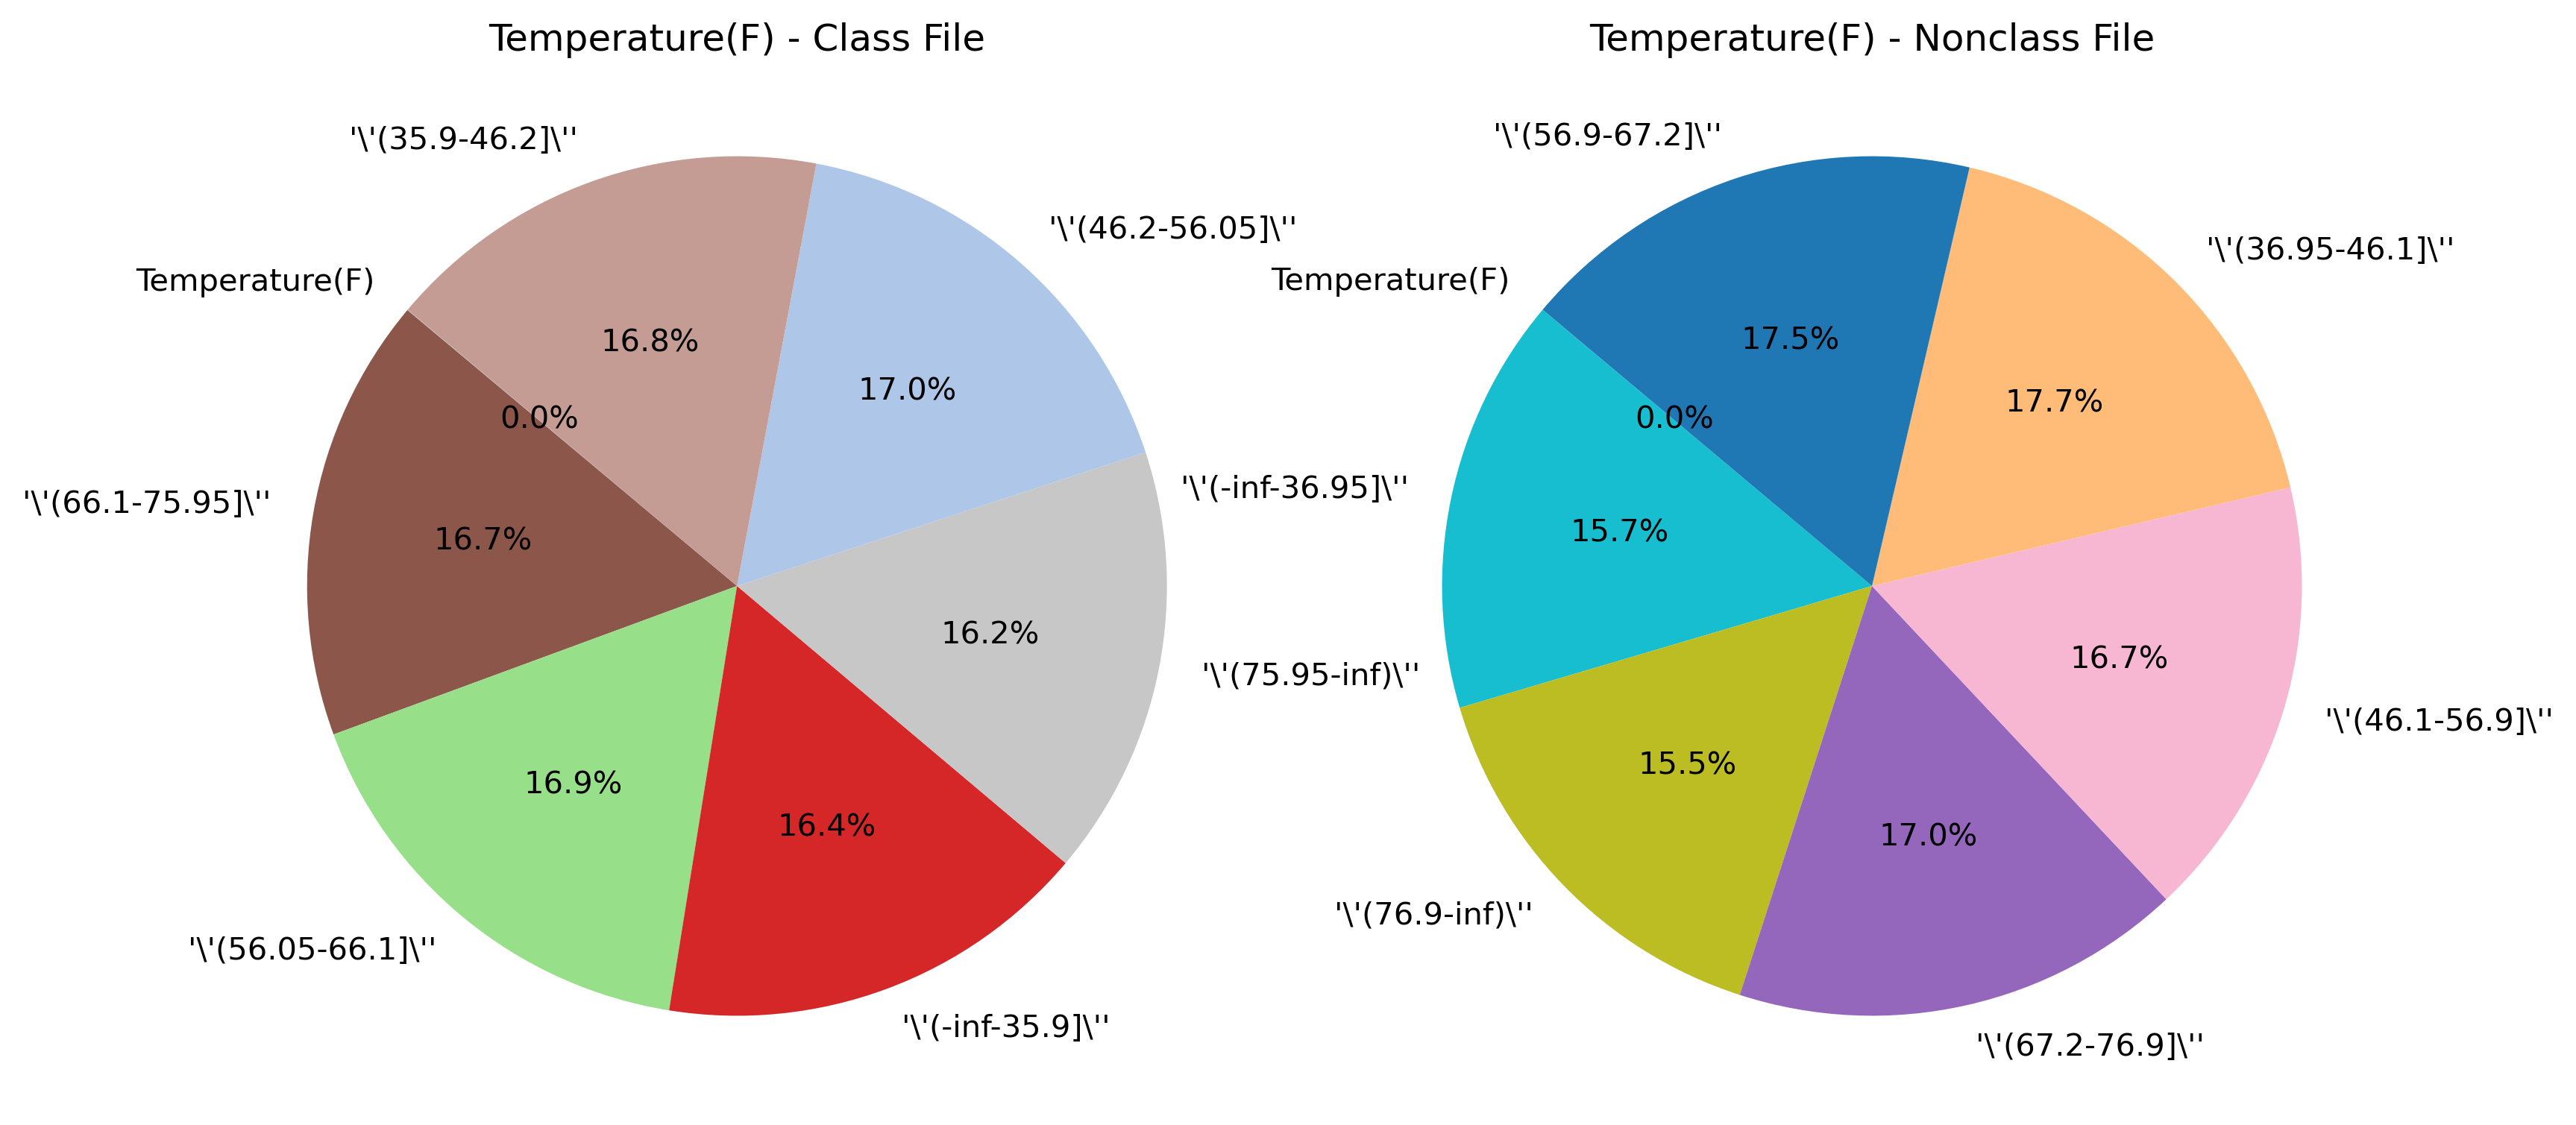 Temperature(F) - Class File
'\'(35.9-46.2]\''
'\'(46.2-56.05]\''
Temperature(F)
16.8%
17.0%
0.0%
'\'(66.1-75.95]\''
16.7%
16.2%
16.9%
16.4%
'\'(56.05-66.1]\''
'\'(-inf-35.9]\''
'\'(75.95-inf)\''
Temperature(F) - Nonclass File
'\'(56.9-67.2]\''
'\'(36.95-46.1]\''
Temperature(F)
17.5%
17.7%
0.0%
'\'(-inf-36.95]\''
15.7%
16.7%
'\'(46.1-56.9]\''
15.5%
17.0%
'\'(76.9-inf)\''
'\'(67.2-76.9]\''